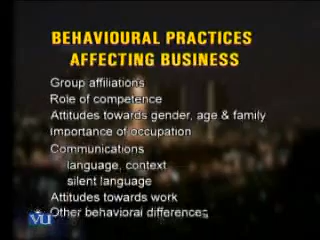 BEHAVIOURAL PRACTICES
AFFECTING BUSINESS
Group affiliations
Role of competence
Attitudes towards gender, age & family
Importance of occupation
Communications
language, context
silent language
Attitudes towards work
Other behavioral differences
VU